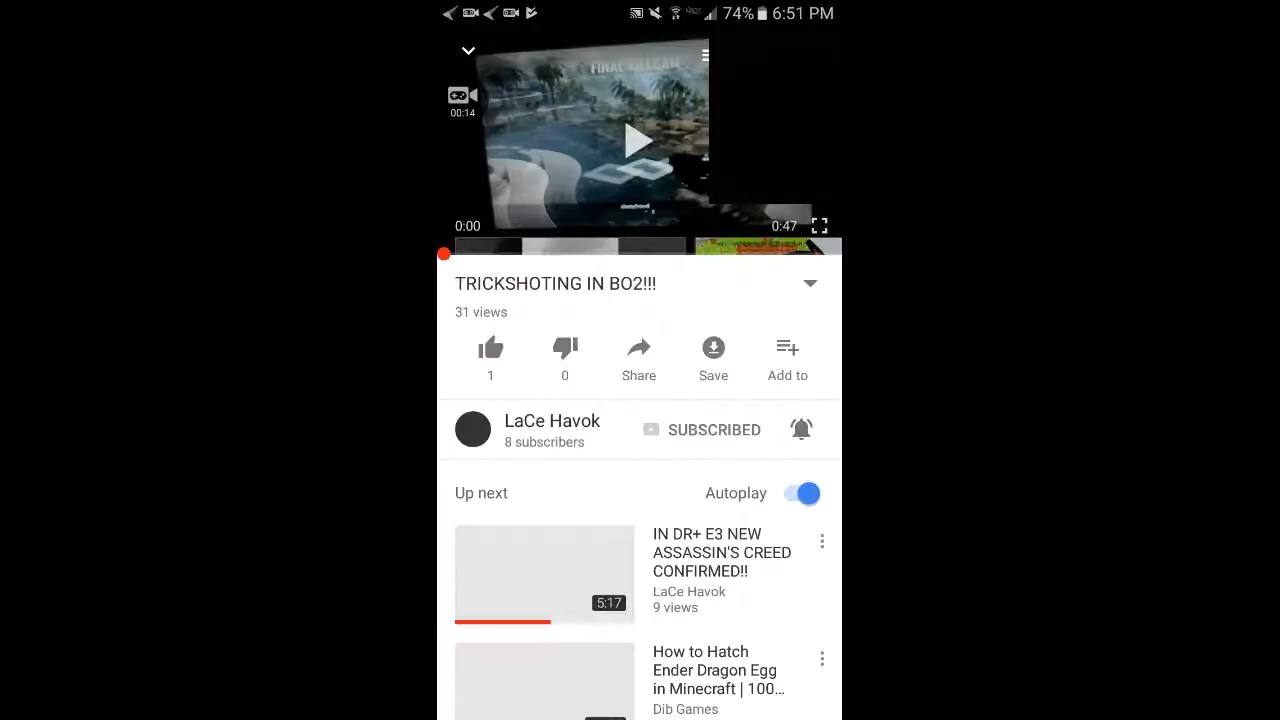 74% 6:51 PM
FINAL KILLCAM
00:14
0:00
0:47
TRICKSHOTING IN BO2!!!
31 views
1
0
Share
Save
Add to
LaCe Havok
8 subscribers
SUBSCRIBED
Up next
Autoplay
IN DR+ E3 NEW
ASSASSIN'S CREED
CONFIRMED!!
LaCe Havok
9 views
5:17
How to Hatch
Ender Dragon Egg
in Minecraft | 100...
Dib Games